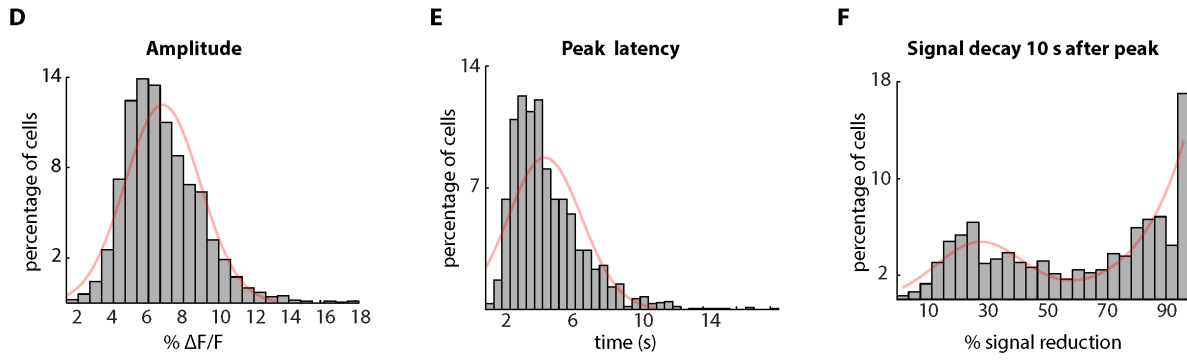 D
Amplitude
percentage of cells
14
8
2
2 4 6 8 10 12 14 16 18
% ΔF/F
E
Peak latency
percentage of cells
14
7
2 6 10 14
time (s)
F
Signal decay 10 s after peak
percentage of cells
18
10
2
10 30 50 70 90
% signal reduction